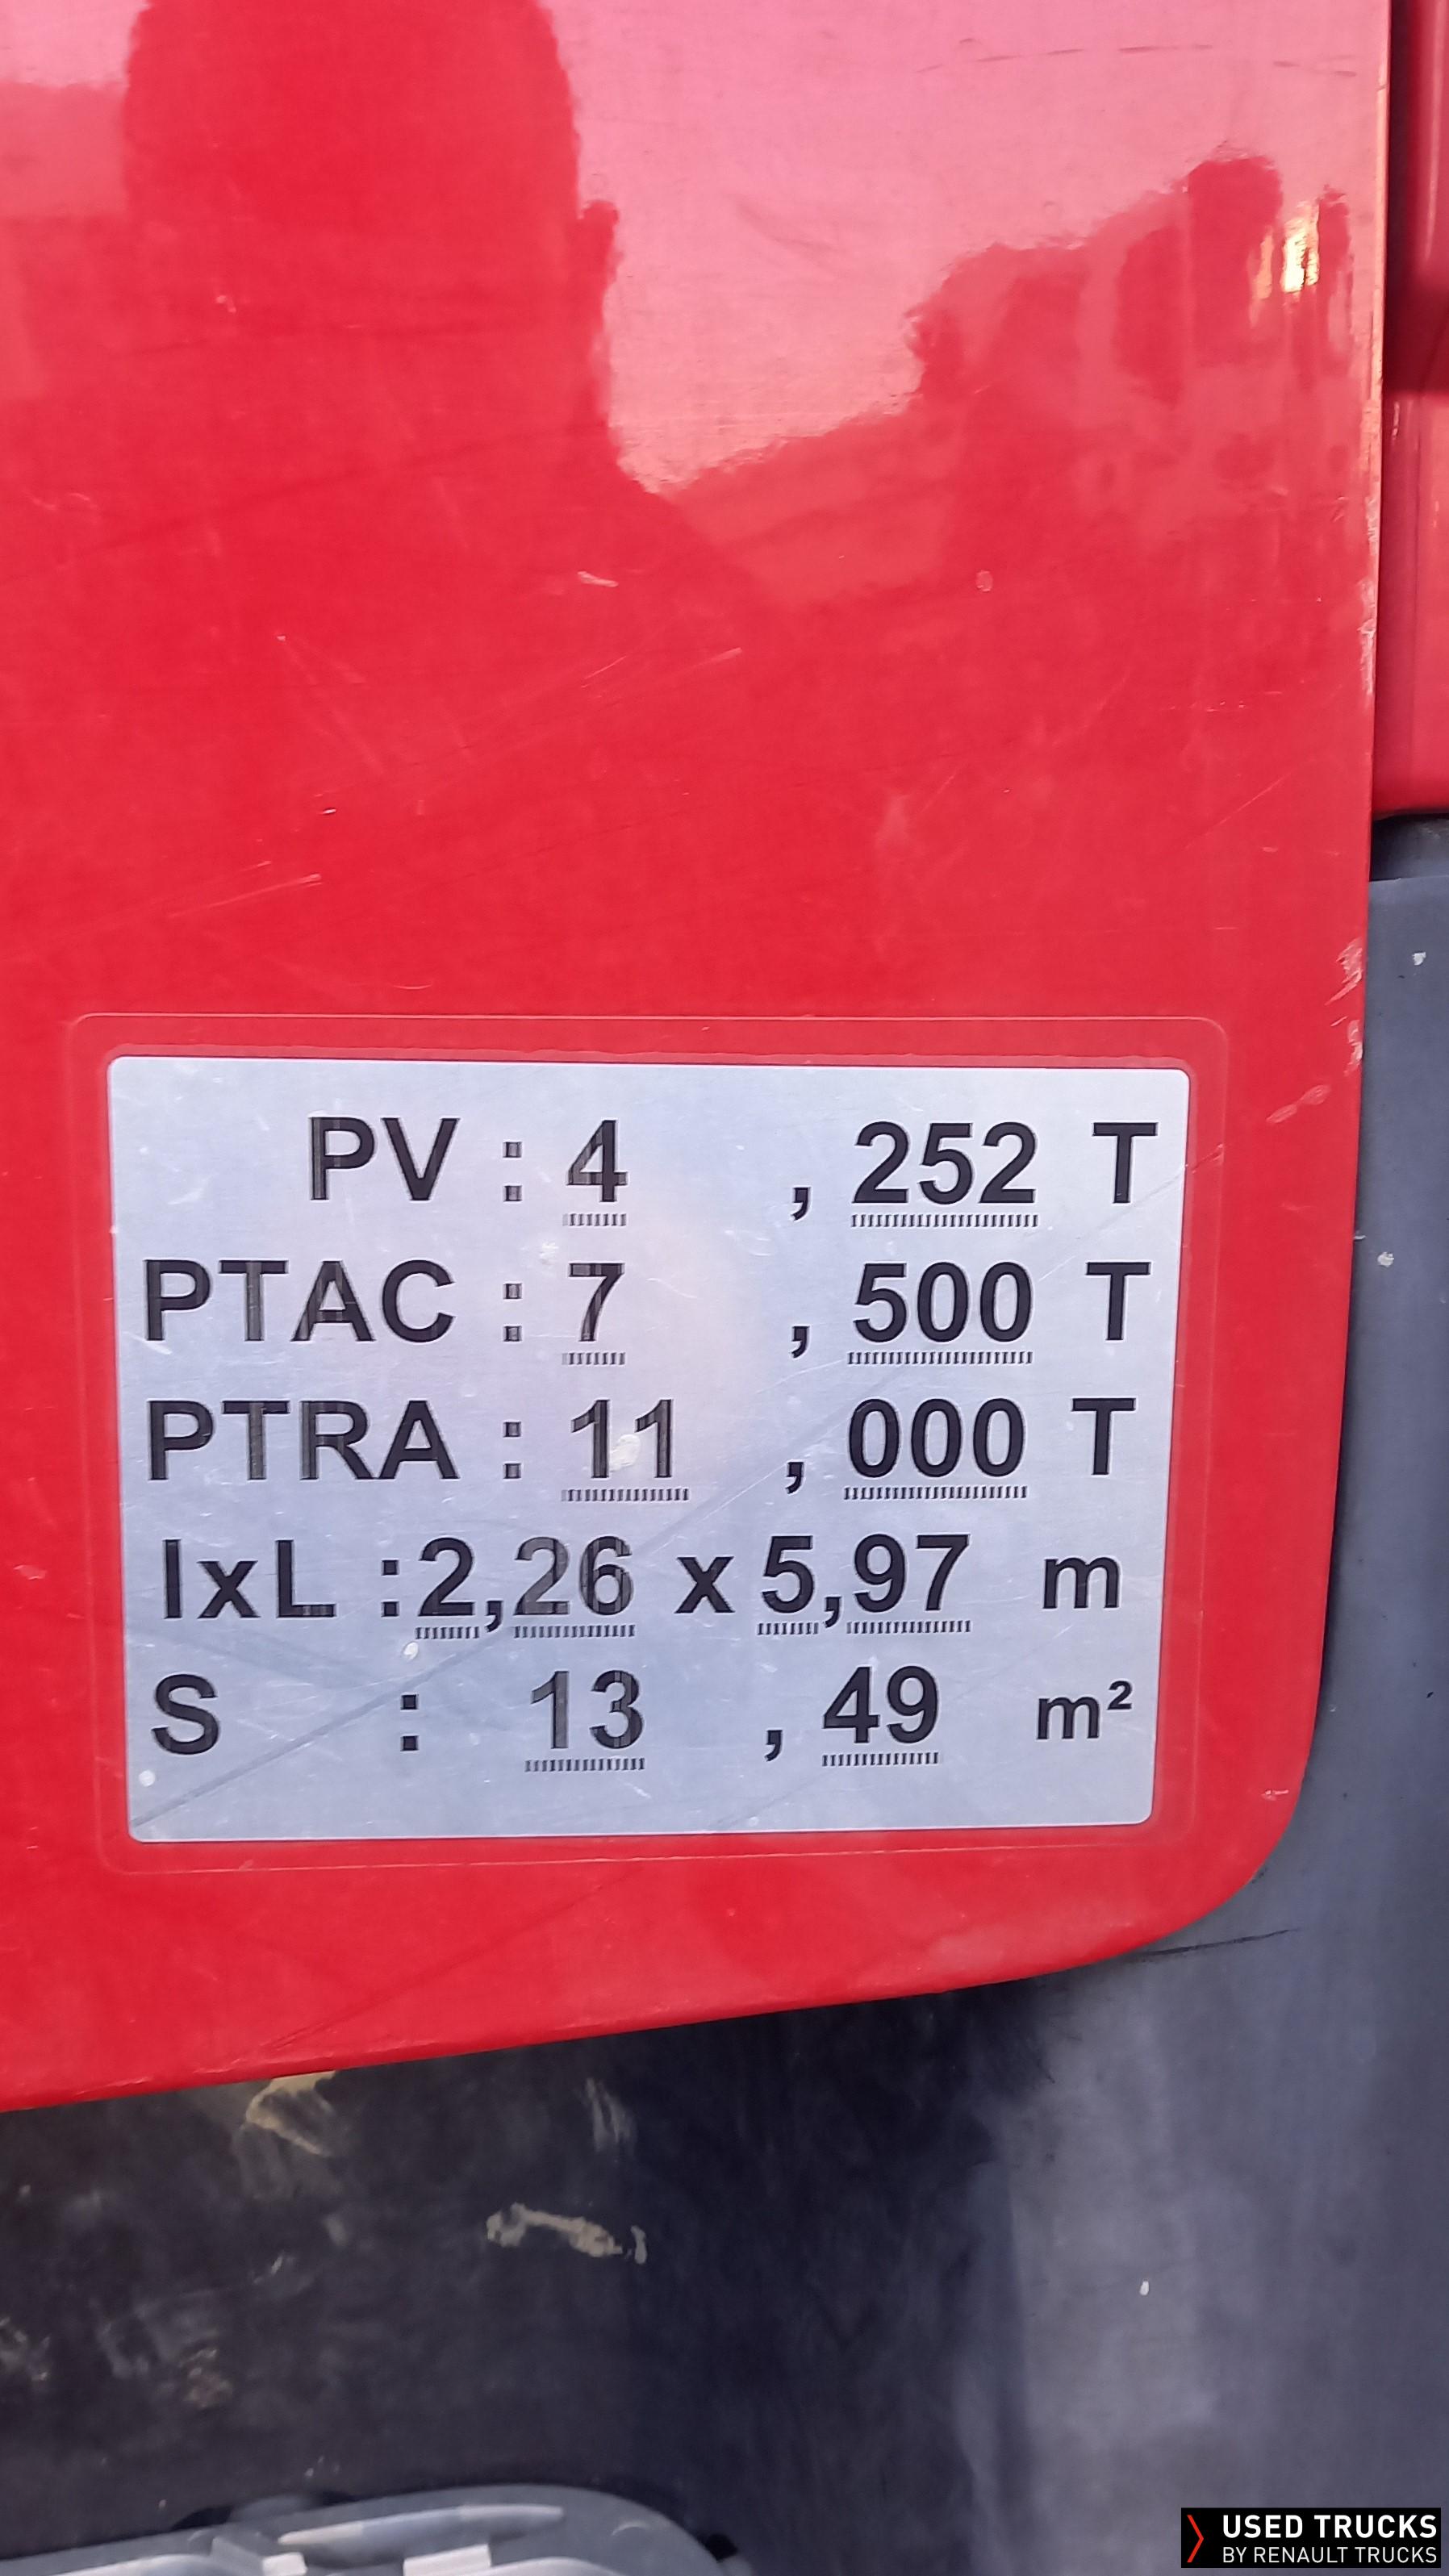 PV : 4 , 252 T
PTAC : 7 , 500 T
PTRA : 11 , 000 T
lxL : 2,26 x 5,97 m
S : 13 , 49 m²
USED TRUCKS
BY RENAULT TRUCKS